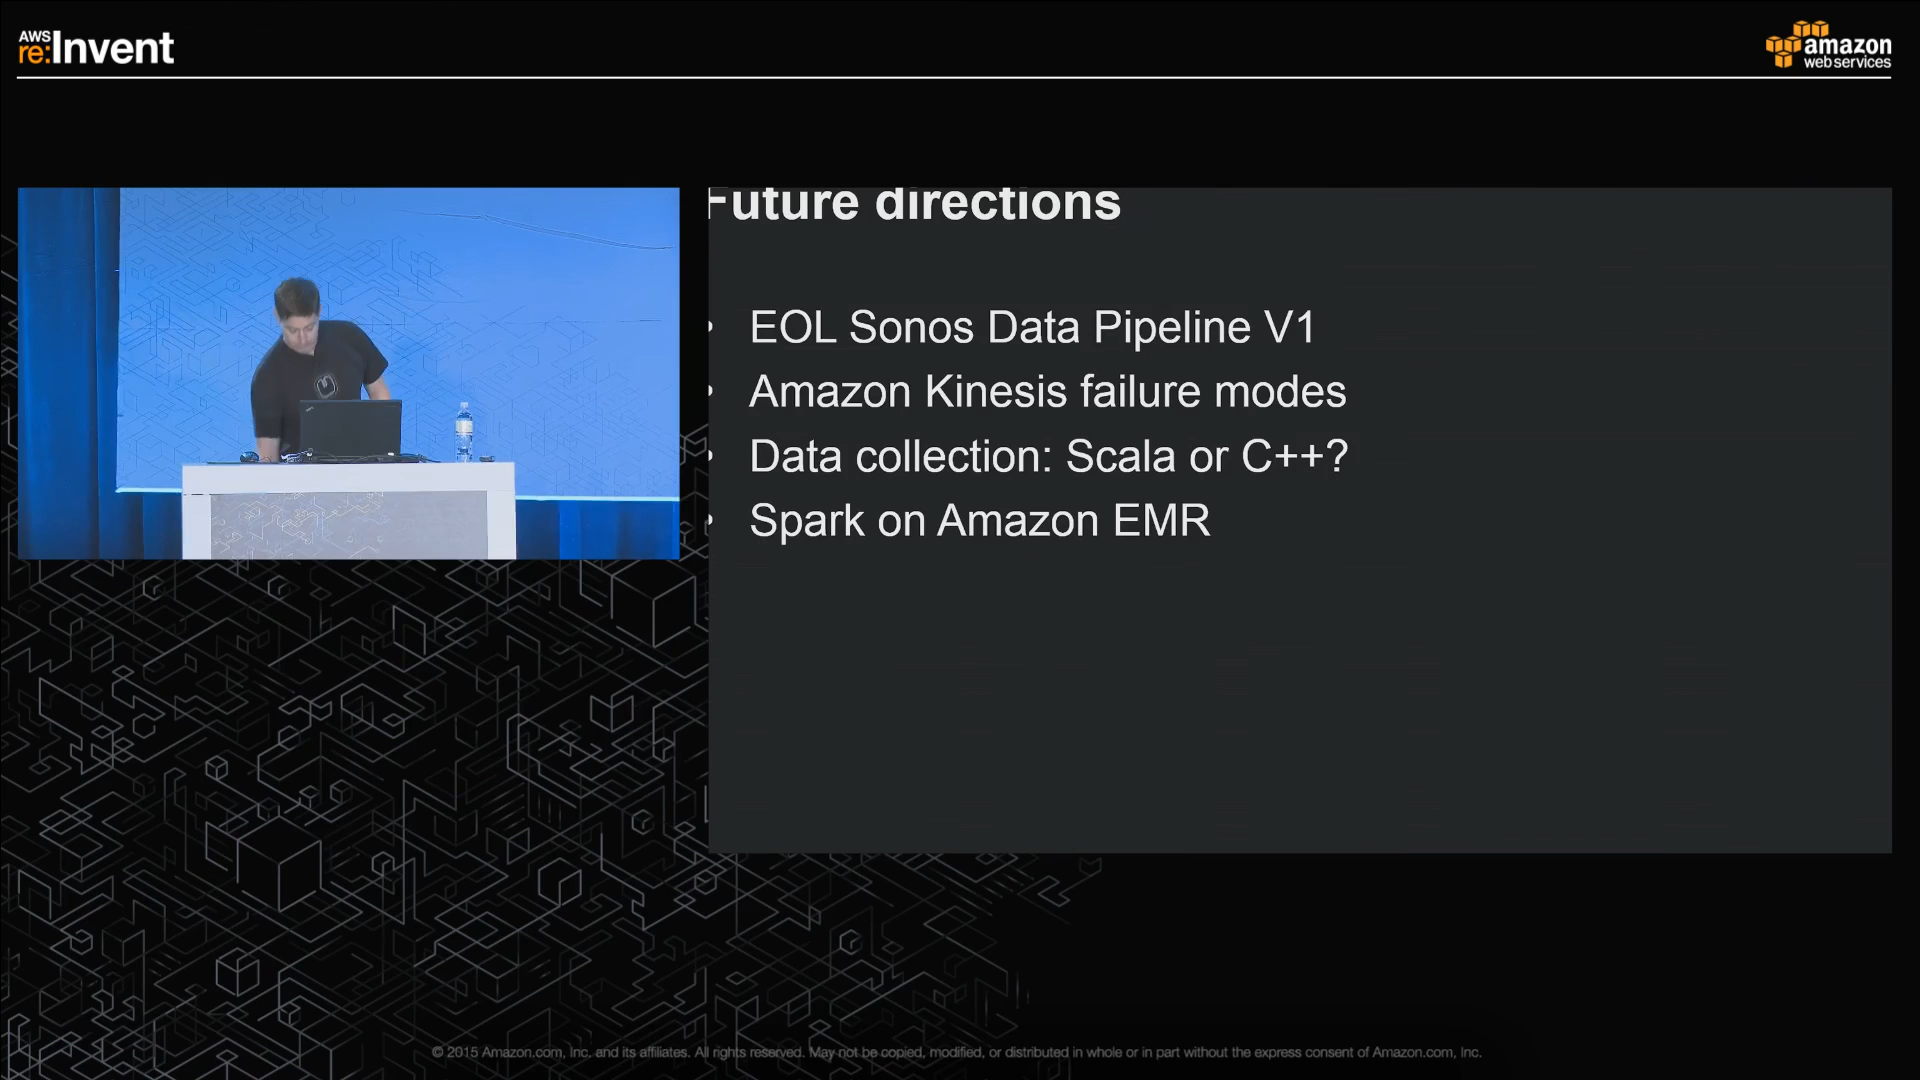 AWS
re:Invent
amazon
web services
Future directions
• EOL Sonos Data Pipeline V1
• Amazon Kinesis failure modes
• Data collection: Scala or C++?
• Spark on Amazon EMR
© 2015 Amazon.com, Inc. and its affiliates. All rights reserved. May not be copied, modified, or distributed in whole or in part without the express consent of Amazon.com, Inc.